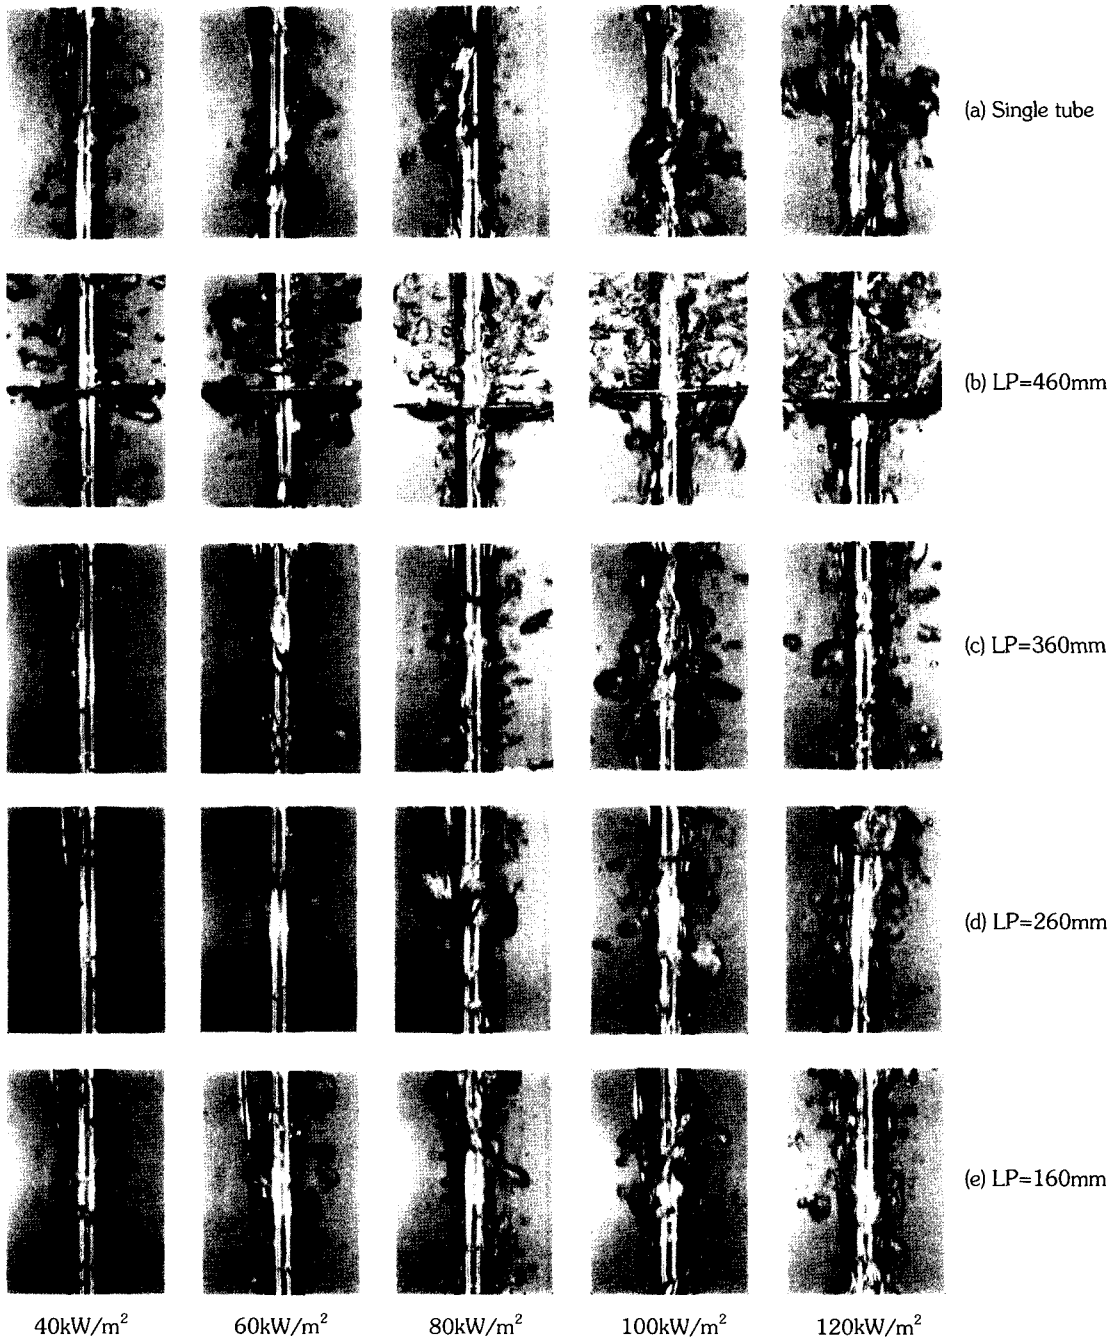 (a) Single tube
(b) LP=460mm
(c) LP=360mm
(d) LP=260mm
(e) LP=160mm
40kW/m² 60kW/m² 80kW/m² 100kW/m² 120kW/m²